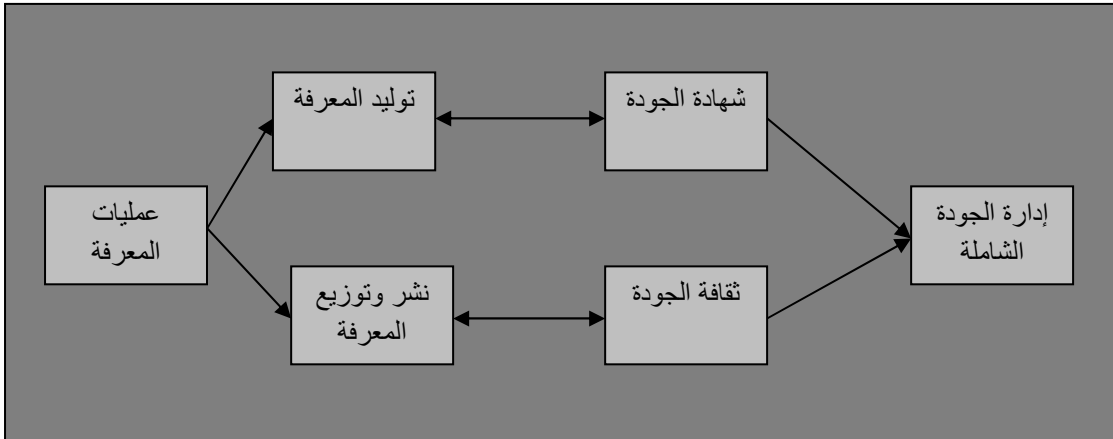 توليد المعرفة
شهادة الجودة
عمليات
المعرفة
إدارة الجودة
الشاملة
نشر وتوزيع
المعرفة
ثقافة الجودة